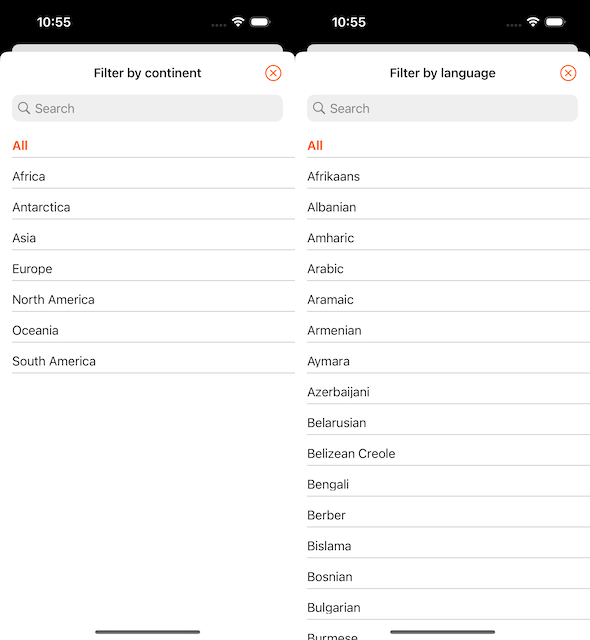 10:55
Filter by continent
Search
All
Africa
Antarctica
Asia
Europe
North America
Oceania
South America
10:55
Filter by language
Search
All
Afrikaans
Albanian
Amharic
Arabic
Aramaic
Armenian
Aymara
Azerbaijani
Belarusian
Belizean Creole
Bengali
Berber
Bislama
Bosnian
Bulgarian
Burmese